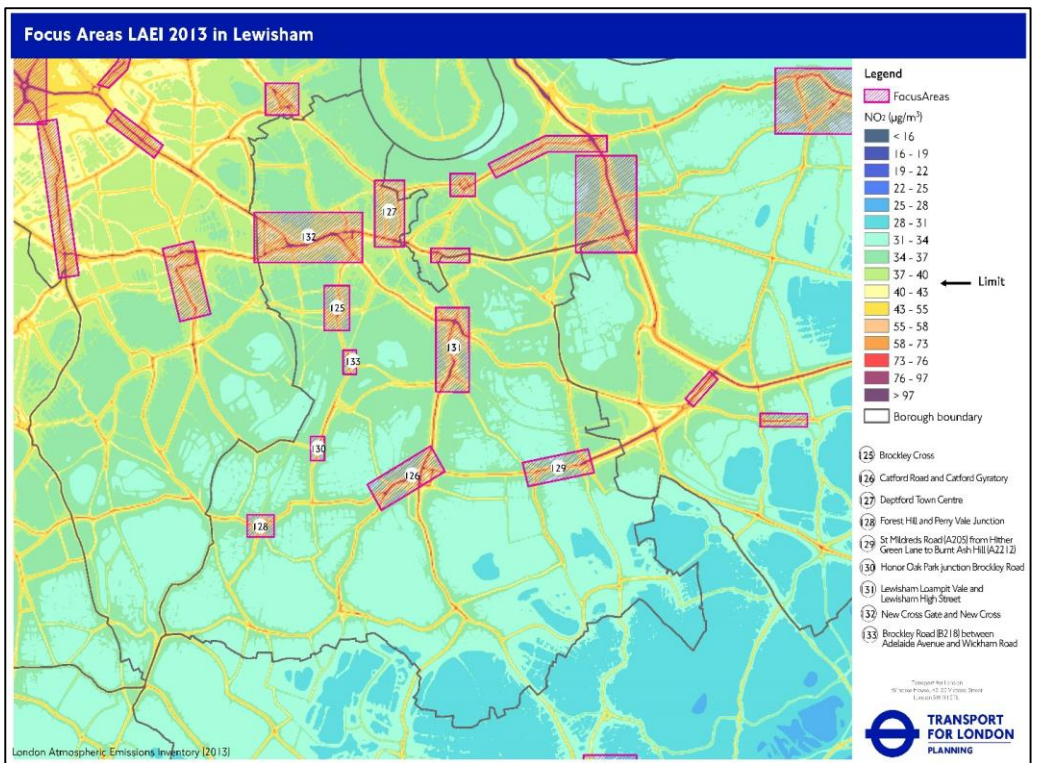 Focus Areas LAEI 2013 in Lewisham
Legend
FocusAreas
NO₂ (μg/m³)
< 16
16 - 19
19 - 22
22 - 25
25 - 28
28 - 31
31 - 34
34 - 37
37 - 40
40 - 43
43 - 55
55 - 58
58 - 73
73 - 76
76 - 97
> 97
Limit
Borough boundary
125 Brockley Cross
126 Catford Road and Catford Gyratory
127 Deptford Town Centre
128 Forest Hill and Perry Vale Junction
129 St Mildreds Road (A205) from Hither
Green Lane to Burnt Ash Hill (A2212)
130 Honor Oak Park junction Brockley Road
131 Lewisham Loampit Vale and
Lewisham High Street
132 New Cross Gate and New Cross
133 Brockley Road (B218) between
Adelaide Avenue and Wickham Road
127
132
125
131
133
130
126
129
128
Transport for London
London
TRANSPORT
FOR LONDON
PLANNING
London Atmospheric Emissions Inventory (2013)